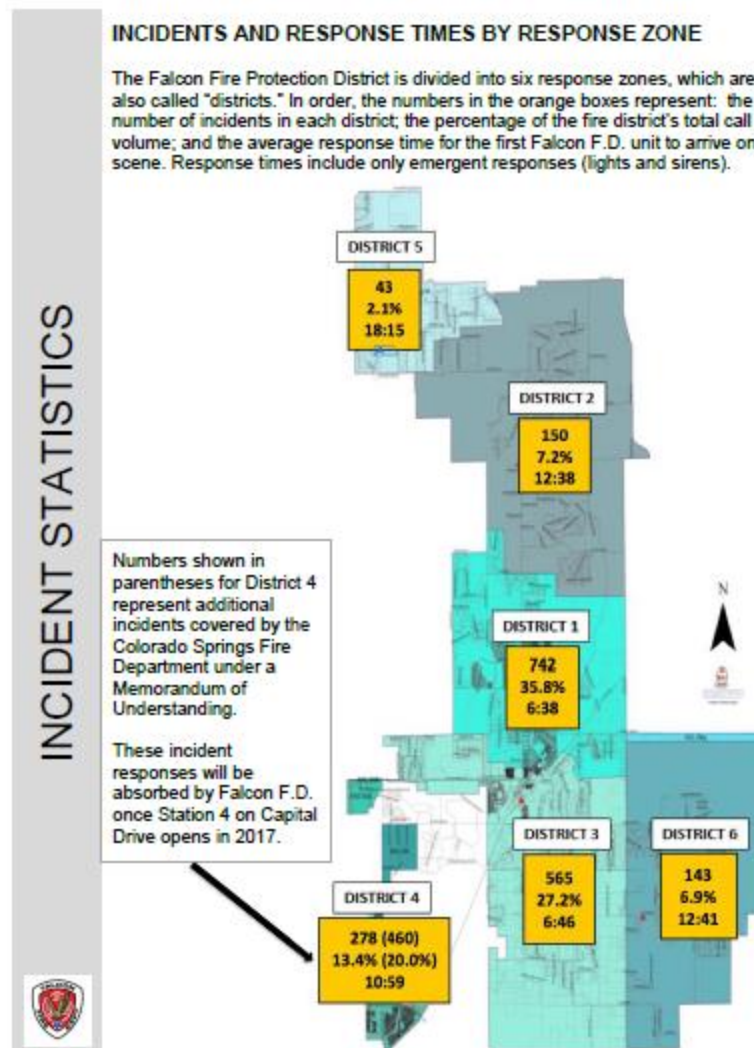 INCIDENTS AND RESPONSE TIMES BY RESPONSE ZONE
The Falcon Fire Protection District is divided into six response zones, which are
also called "districts." In order, the numbers in the orange boxes represent: the
number of incidents in each district; the percentage of the fire district's total call
volume; and the average response time for the first Falcon F.D. unit to arrive on
scene. Response times include only emergent responses (lights and sirens).
INCIDENT STATISTICS
DISTRICT 5
43
2.1%
18:15
DISTRICT 2
150
7.2%
12:38
Numbers shown in
parentheses for District 4
represent additional
incidents covered by the
Colorado Springs Fire
Department under a
Memorandum of
Understanding.
These incident
responses will be
absorbed by Falcon F.D.
once Station 4 on Capital
Drive opens in 2017.
N
DISTRICT 1
742
35.8%
6:38
DISTRICT 3
565
27.2%
6:46
DISTRICT 6
143
6.9%
12:41
DISTRICT 4
278 (460)
13.4% (20.0%)
10:59
FALCON